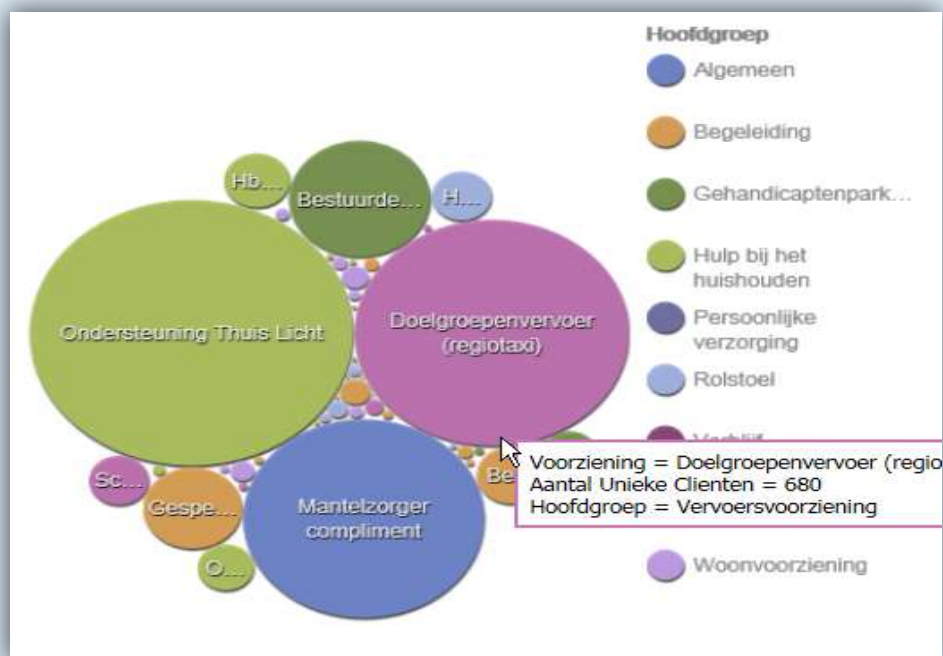 Hoofdgroep
Algemeen
Begeleiding
Gehandicaptenpark...
Hulp bij het
huishouden
Persoonlijke
verzorging
Rolstoel
Verblijf
Woonvoorziening
Hb...
Bestuurde...
H...
Ondersteuning Thuis Licht
Doelgroepenvervoer
(regiotaxi)
Sc...
Gespe...
Mantelzorger
compliment
O...
Be
Voorziening = Doelgroepenvervoer (regio
Aantal Unieke Clienten = 680
Hoofdgroep = Vervoersvoorziening